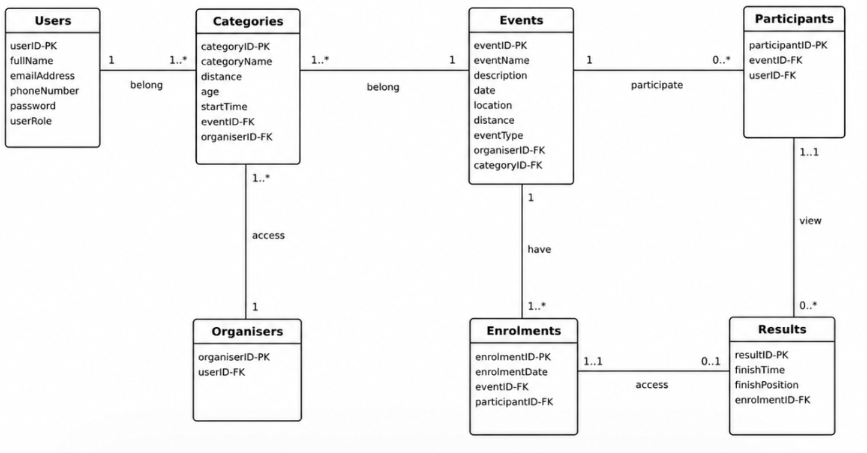 Users
userID-PK
fullName
emailAddress
phoneNumber
password
userRole
1
1..*
belong
Categories
categoryID-PK
categoryName
distance
age
startTime
eventID-FK
organiserID-FK
1..*
1
belong
Events
eventID-PK
eventName
description
date
location
distance
eventType
organiserID-FK
categoryID-FK
1
0..*
participate
Participants
participantID-PK
eventID-FK
userID-FK
1..*
access
1
1
have
1..*
1..1
view
0..*
Organisers
organiserID-PK
userID-FK
Enrolments
enrolmentID-PK
enrolmentDate
eventID-FK
participantID-FK
1..1
0..1
access
Results
resultID-PK
finishTime
finishPosition
enrolmentID-FK